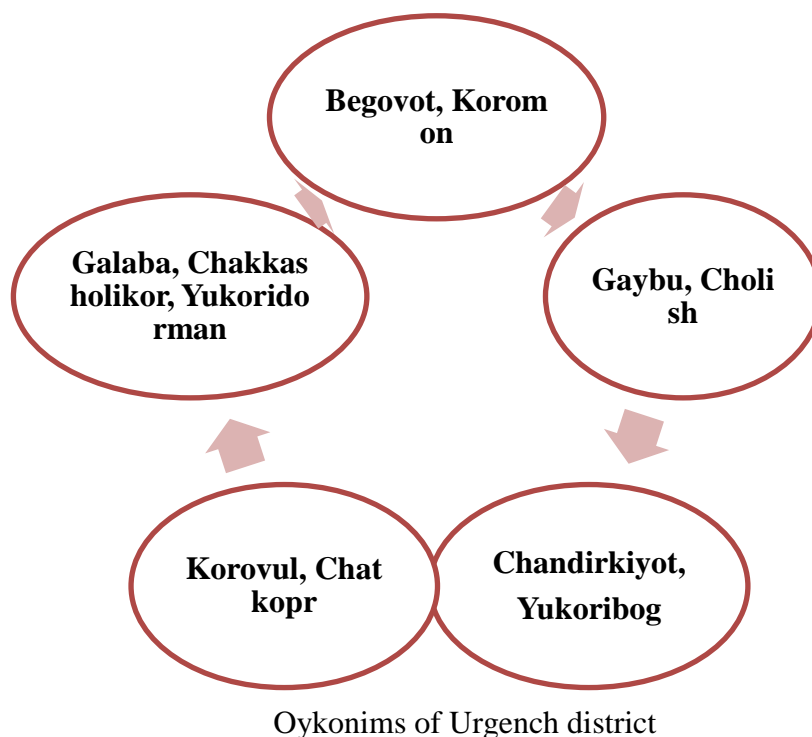 Begovot, Korom
on
Galaba, Chakkas
holikor, Yukorido
rman
Gaybu, Choli
sh
Korovul, Chat
kopr
Chandirkiyot,
Yukoribog
Oykonims of Urgench district